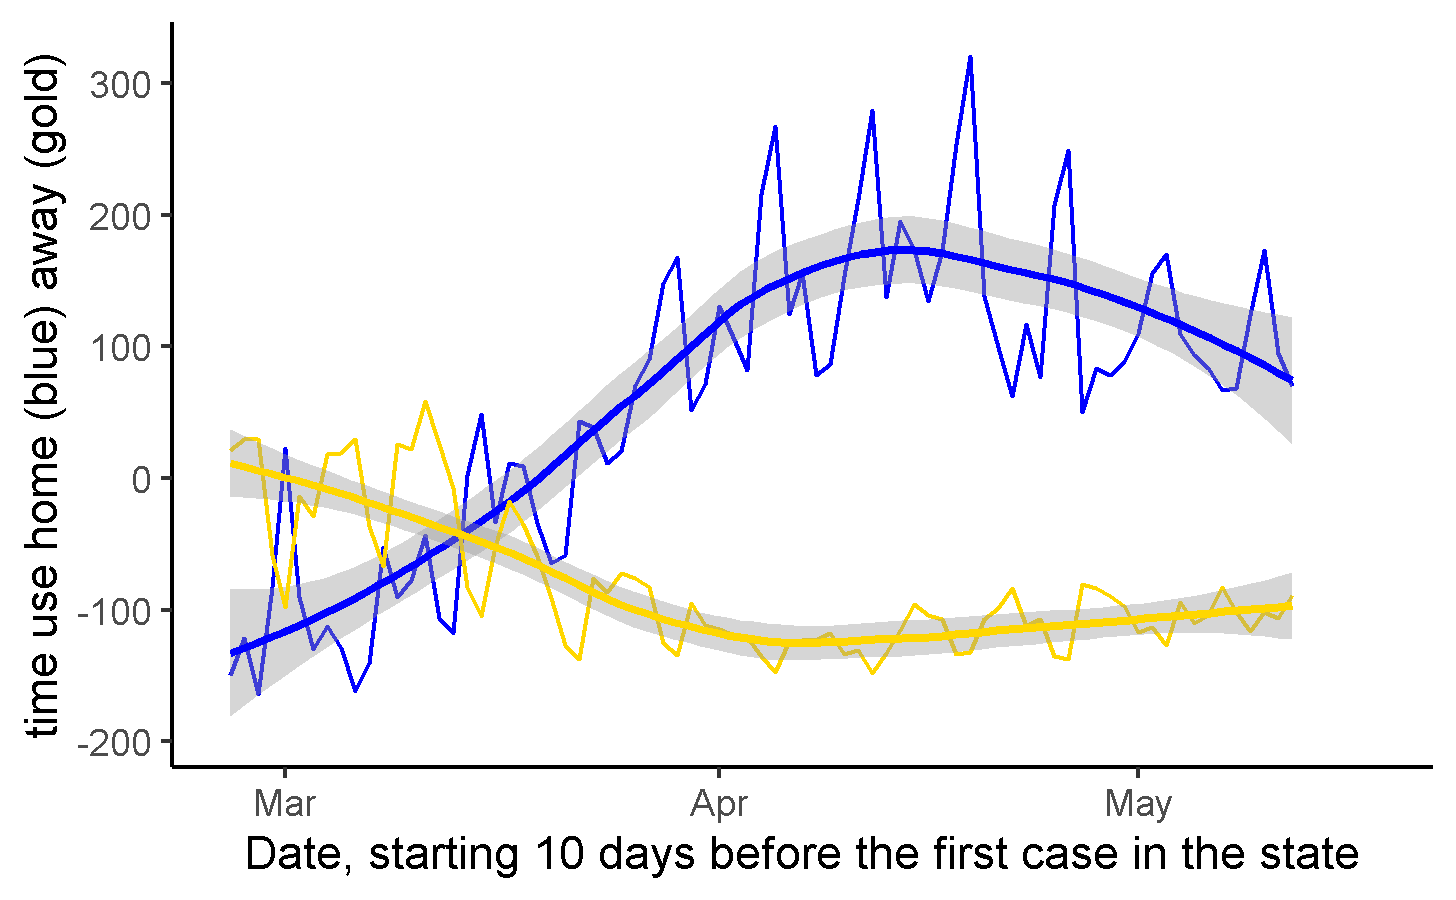 time use home (blue) away (gold)
300
200
100
0
-100
-200
Mar Apr May
Date, starting 10 days before the first case in the state